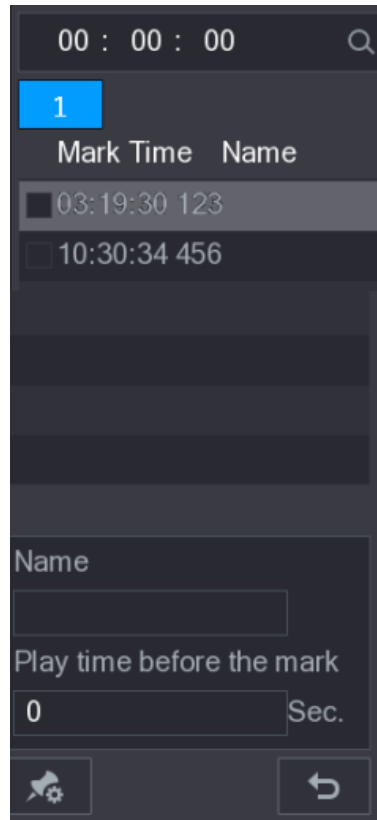 00 : 00 : 00
1
Mark Time Name
03:19:30 123
10:30:34 456
Name
Play time before the mark
0 Sec.